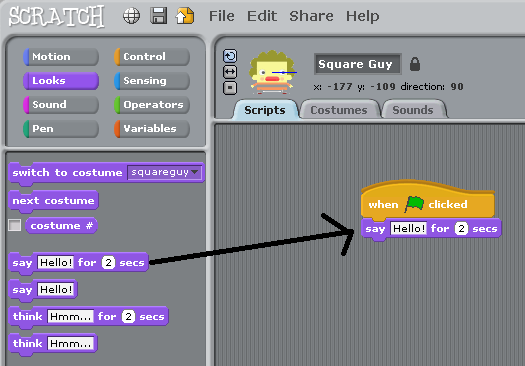 SCRATCH File Edit Share Help
Motion Control
Looks Sensing
Sound Operators
Pen Variables
Square Guy
x: -177 y: -109 direction: 90
Scripts Costumes Sounds
switch to costume squareguy
next costume
costume #
say Hello! for 2 secs
say Hello!
think Hmm... for 2 secs
think Hmm...
when clicked
say Hello! for 2 secs